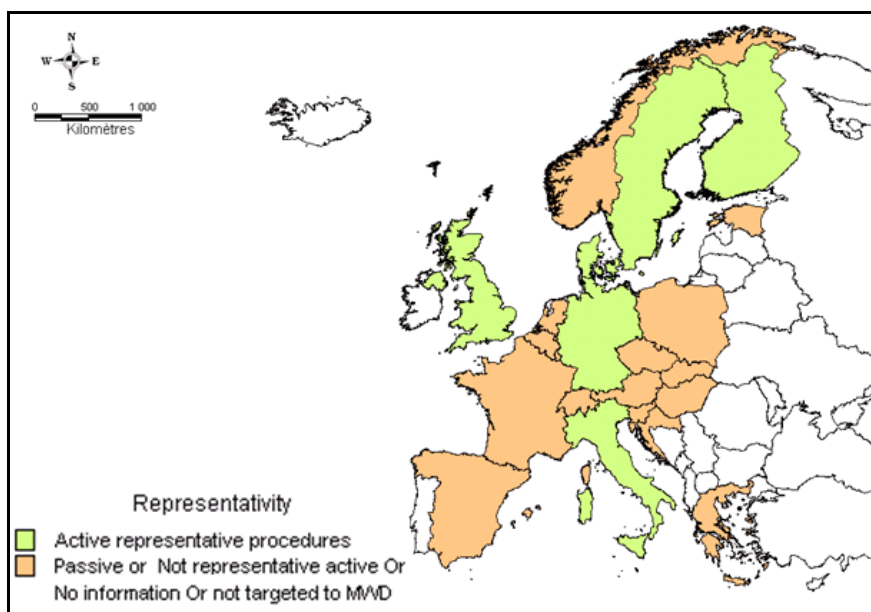 N
W E
S
0 500 1 000
Kilomètres
Representativity
Active representative procedures
Passive or Not representative active Or
No information Or not targeted to MWD